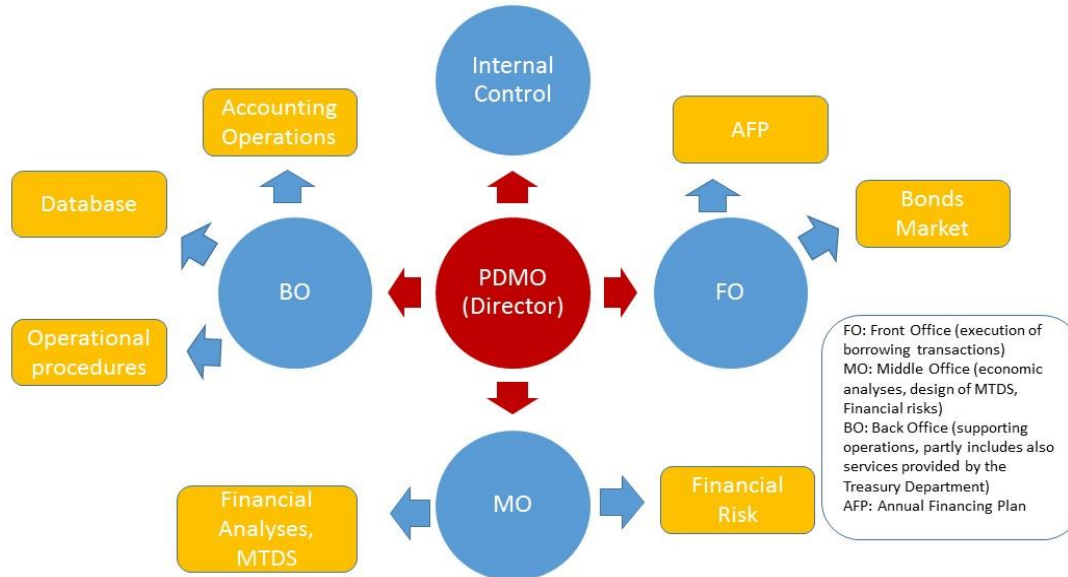 Internal
Control
Accounting
Operations
AFP
Database
Bonds
Market
BO
PDMO
(Director)
FO
Operational
procedures
FO: Front Office (execution of
borrowing transactions)
MO: Middle Office (economic
analyses, design of MTDS,
Financial risks)
BO: Back Office (supporting
operations, partly includes also
services provided by the
Treasury Department)
AFP: Annual Financing Plan
Financial
Analyses,
MTDS
MO
Financial
Risk